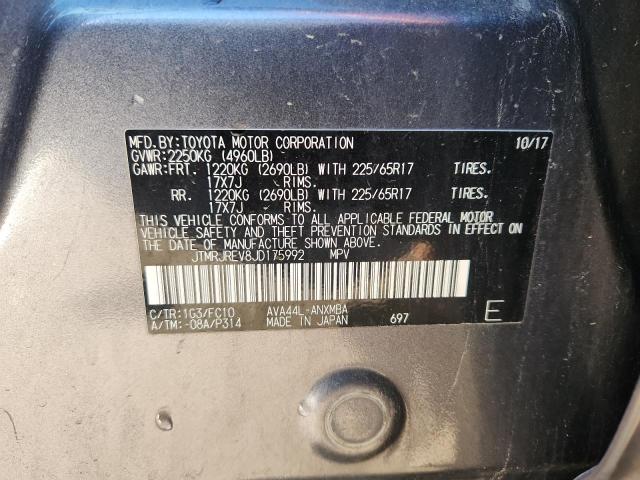 MFD.BY:TOYOTA MOTOR CORPORATION 10/17
GVWR:2250KG (4960LB)
GAWR:FRT. 1220KG (2690LB) WITH 225/65R17 TIRES.
17X7J RIMS.
RR. 1220KG (2690LB) WITH 225/65R17 TIRES.
17X7J RIMS.
THIS VEHICLE CONFORMS TO ALL APPLICABLE FEDERAL MOTOR
VEHICLE SAFETY AND THEFT PREVENTION STANDARDS IN EFFECT ON
THE DATE OF MANUFACTURE SHOWN ABOVE.
JTMRJREV8JD175992 MPV
C/TR:1G3/FC10 AVA44L-ANXMBA
A/TM:-08A/P314 MADE IN JAPAN 697 E